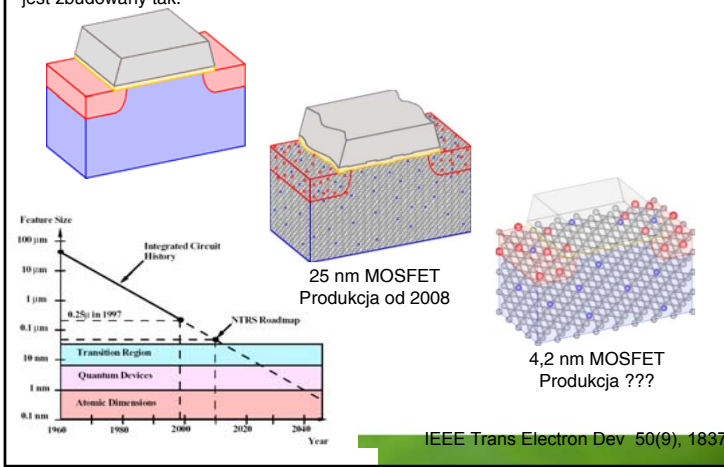 jest zbudowany tak.
25 nm MOSFET
Produkcja od 2008
4,2 nm MOSFET
Produkcja ???
Feature Size
100 µm
10 µm
1 µm
0.1 µm
10 nm
1 nm
0.1 nm
Integrated Circuit
History
0.25µ in 1997
NTRS Roadmap
Transition Region
Quantum Devices
Atomic Dimensions
1960 1980 2000 2020 2040
Year
IEEE Trans Electron Dev 50(9), 1837